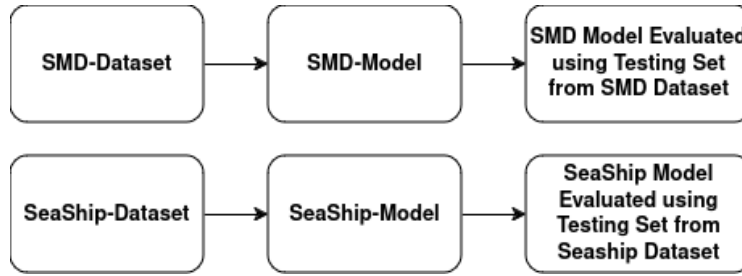 SMD-Dataset
SMD-Model
SMD Model Evaluated
using Testing Set
from SMD Dataset
SeaShip-Dataset
SeaShip-Model
SeaShip Model
Evaluated using
Testing Set from
Seaship Dataset